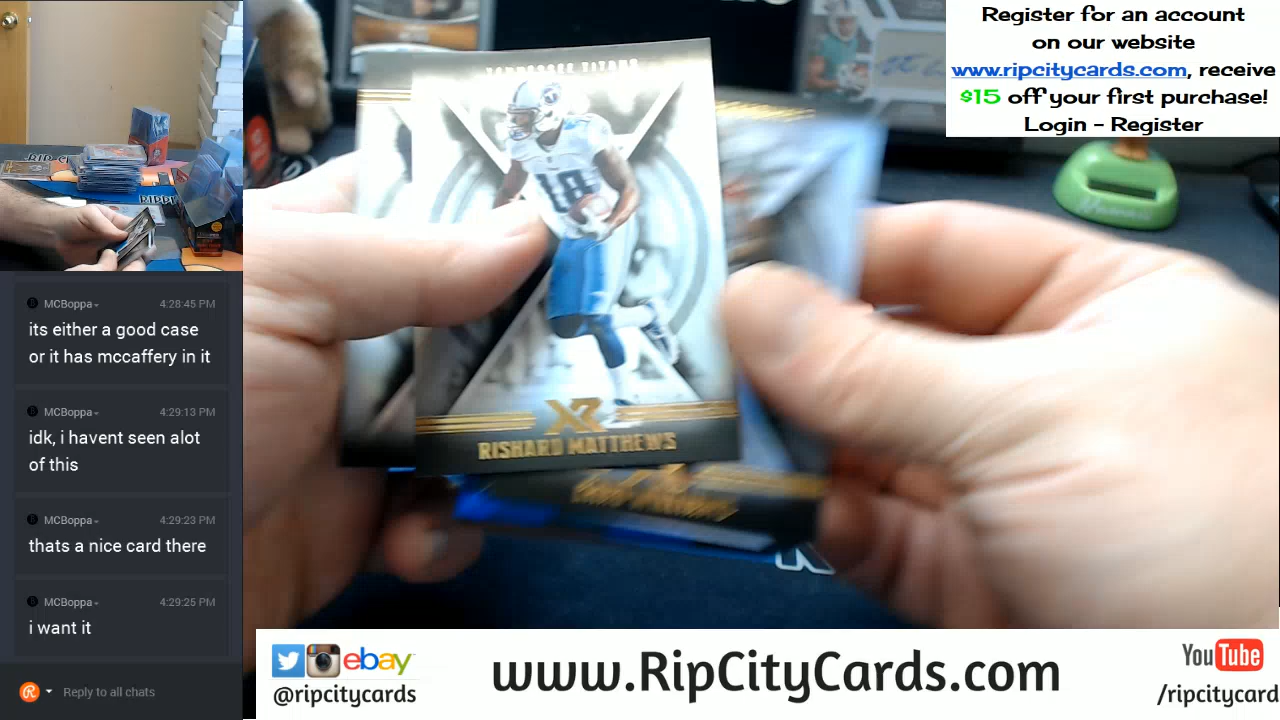 Register for an account
on our website
www.ripcitycards.com, receive
$15 off your first purchase!
Login - Register
MCBoppa
4:28:45 PM
its either a good case
or it has mccaffery in it
MCBoppa
4:29:13 PM
idk, i havent seen alot
of this
MCBoppa
4:29:23 PM
thats a nice card there
MCBoppa
4:29:25 PM
i want it
Reply to all chats
TENNESSEE TITANS
18
XR
RISHARD MATTHEWS
ebay
@ripcitycards
www.RipCityCards.com
YouTube
/ripcitycard